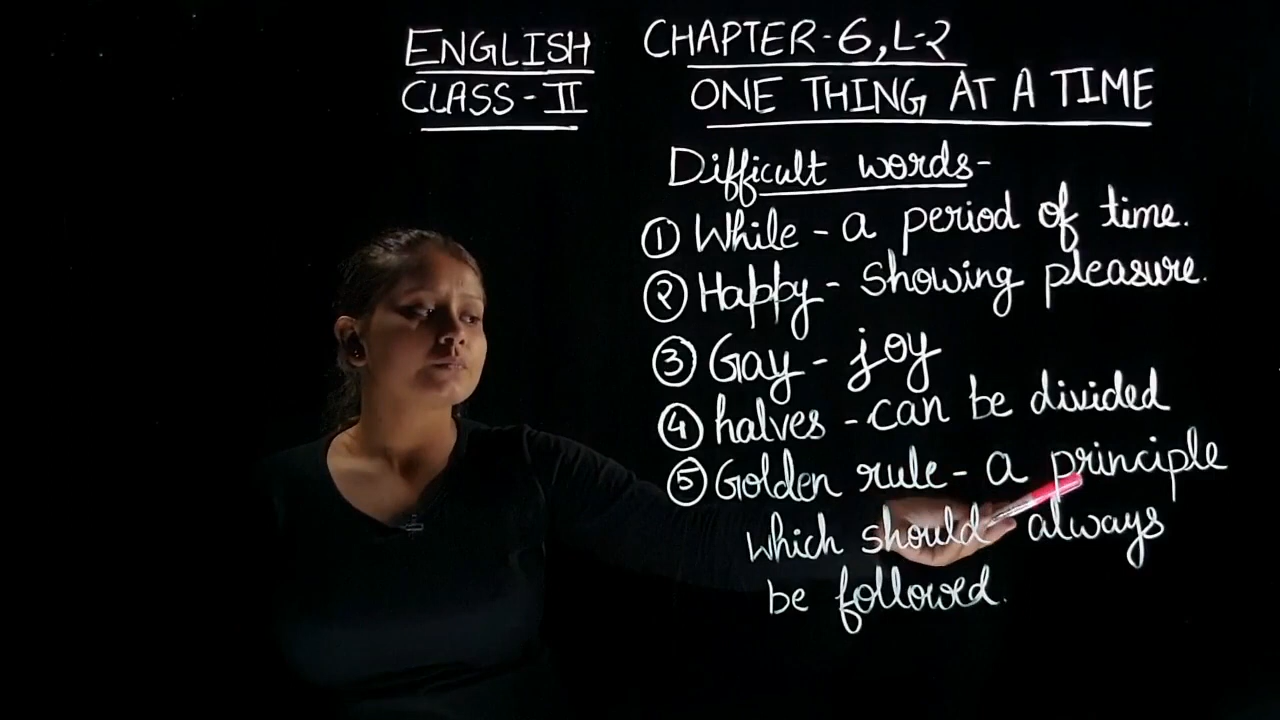 ENGLISH
CLASS-II
CHAPTER-6, L-2
ONE THING AT A TIME
Difficult words-
① While - a period of time.
② Happy - Showing pleasure.
③ Gay - joy
④ halves - can be divided
⑤ Golden rule - a principle
which should always
be followed.